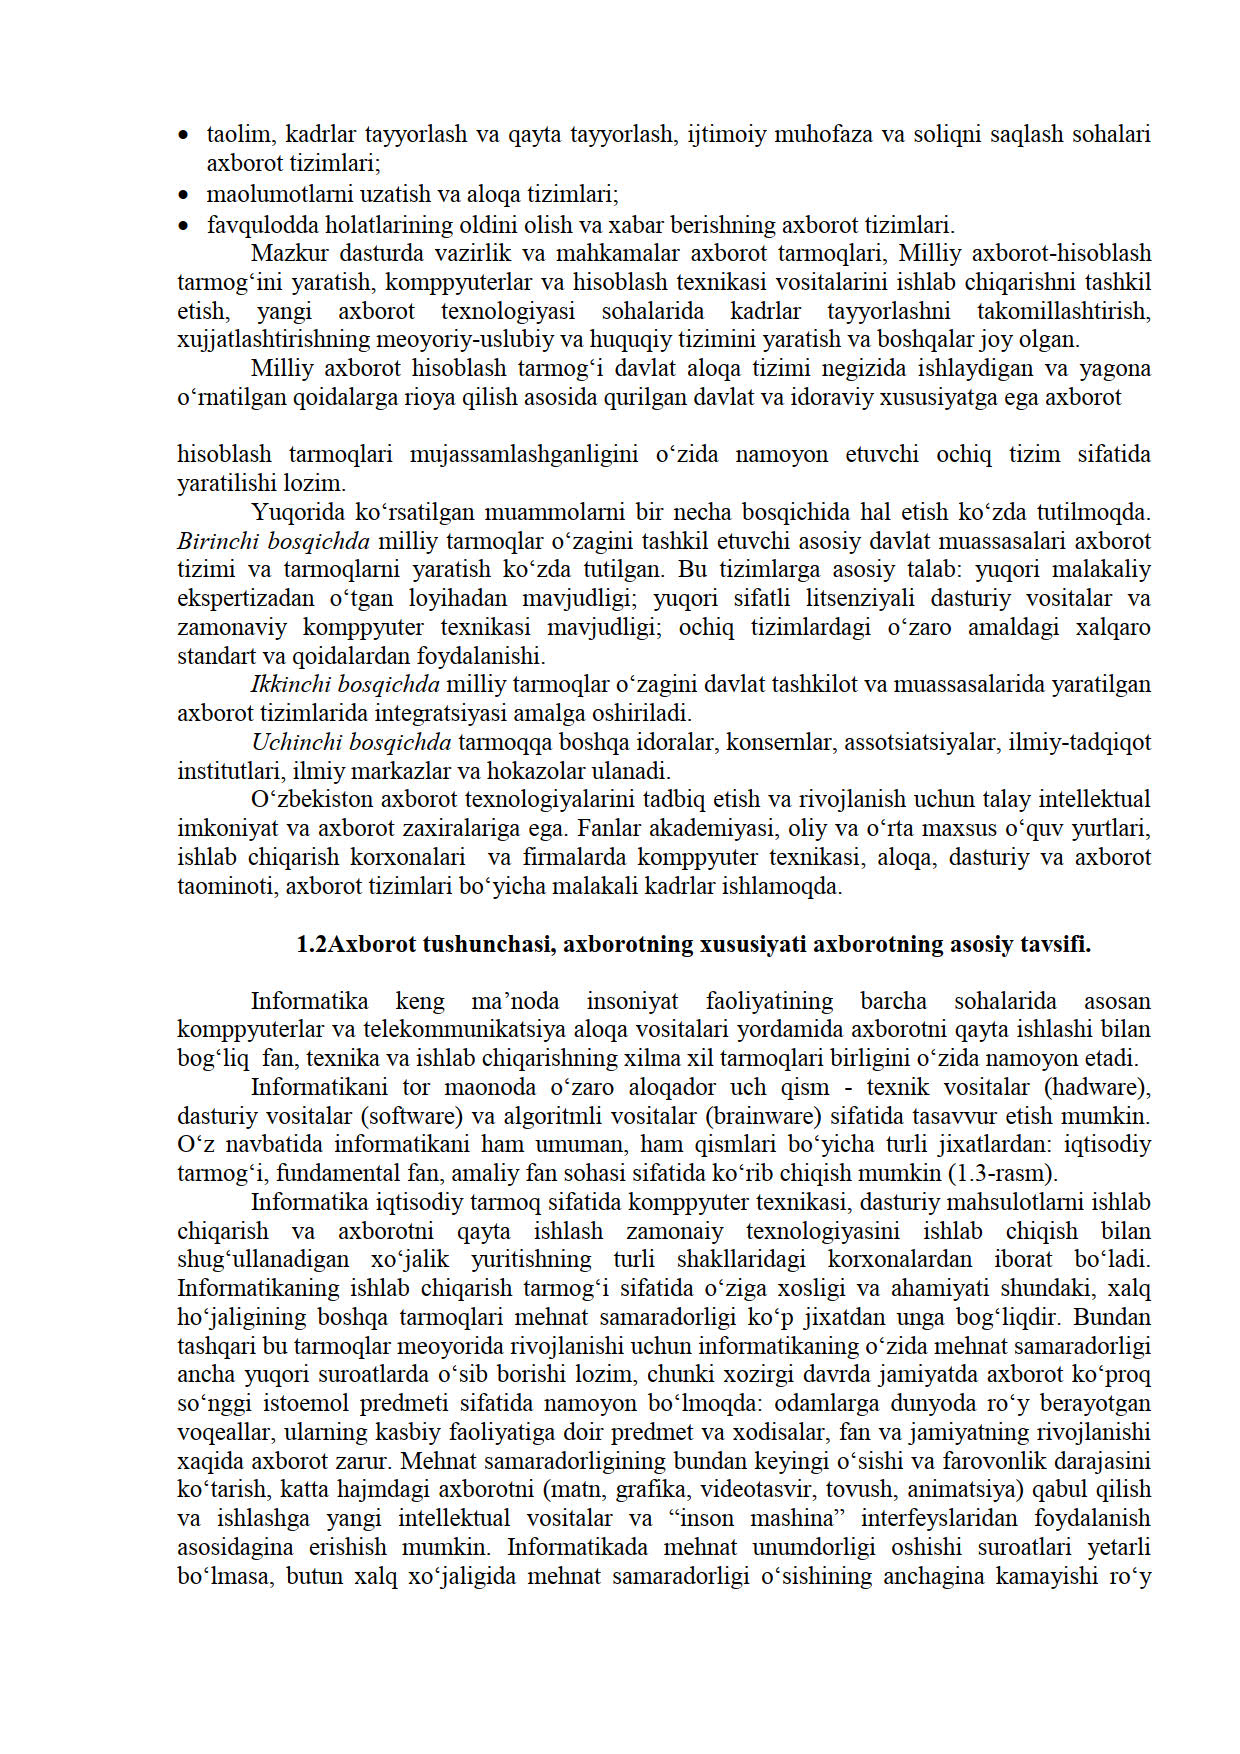 • taolim, kadrlar tayyorlash va qayta tayyorlash, ijtimoiy muhofaza va soliqni saqlash sohalari
axborot tizimlari;
• maolumotlarni uzatish va aloqa tizimlari;
• favqulodda holatlarining oldini olish va xabar berishning axborot tizimlari.
Mazkur dasturda vazirlik va mahkamalar axborot tarmoqlari, Milliy axborot-hisoblash
tarmog‘ini yaratish, komppyuterlar va hisoblash texnikasi vositalarini ishlab chiqarishni tashkil
etish, yangi axborot texnologiyasi sohalarida kadrlar tayyorlashni takomillashtirish,
xujjatlashtirishning meoyoriy-uslubiy va huquqiy tizimini yaratish va boshqalar joy olgan.
Milliy axborot hisoblash tarmog‘i davlat aloqa tizimi negizida ishlaydigan va yagona
o‘rnatilgan qoidalarga rioya qilish asosida qurilgan davlat va idoraviy xususiyatga ega axborot
hisoblash tarmoqlari mujassamlashganligini o‘zida namoyon etuvchi ochiq tizim sifatida
yaratilishi lozim.
Yuqorida ko‘rsatilgan muammolarni bir necha bosqichida hal etish ko‘zda tutilmoqda.
Birinchi bosqichda milliy tarmoqlar o‘zagini tashkil etuvchi asosiy davlat muassasalari axborot
tizimi va tarmoqlarni yaratish ko‘zda tutilgan. Bu tizimlarga asosiy talab: yuqori malakaliy
ekspertizadan o‘tgan loyihadan mavjudligi; yuqori sifatli litsenziyali dasturiy vositalar va
zamonaviy komppyuter texnikasi mavjudligi; ochiq tizimlardagi o‘zaro amaldagi xalqaro
standart va qoidalardan foydalanishi.
Ikkinchi bosqichda milliy tarmoqlar o‘zagini davlat tashkilot va muassasalarida yaratilgan
axborot tizimlarida integratsiyasi amalga oshiriladi.
Uchinchi bosqichda tarmoqqa boshqa idoralar, konsernlar, assotsiatsiyalar, ilmiy-tadqiqot
institutlari, ilmiy markazlar va hokazolar ulanadi.
O‘zbekiston axborot texnologiyalarini tadbiq etish va rivojlanish uchun talay intellektual
imkoniyat va axborot zaxiralariga ega. Fanlar akademiyasi, oliy va o‘rta maxsus o‘quv yurtlari,
ishlab chiqarish korxonalari va firmalarda komppyuter texnikasi, aloqa, dasturiy va axborot
taominoti, axborot tizimlari bo‘yicha malakali kadrlar ishlamoqda.
1.2Axborot tushunchasi, axborotning xususiyati axborotning asosiy tavsifi.
Informatika keng ma’noda insoniyat faoliyatining barcha sohalarida asosan
komppyuterlar va telekommunikatsiya aloqa vositalari yordamida axborotni qayta ishlashi bilan
bog‘liq fan, texnika va ishlab chiqarishning xilma xil tarmoqlari birligini o‘zida namoyon etadi.
Informatikani tor maonoda o‘zaro aloqador uch qism - texnik vositalar (hadware),
dasturiy vositalar (software) va algoritmli vositalar (brainware) sifatida tasavvur etish mumkin.
O‘z navbatida informatikani ham umuman, ham qismlari bo‘yicha turli jixatlardan: iqtisodiy
tarmog‘i, fundamental fan, amaliy fan sohasi sifatida ko‘rib chiqish mumkin (1.3-rasm).
Informatika iqtisodiy tarmoq sifatida komppyuter texnikasi, dasturiy mahsulotlarni ishlab
chiqarish va axborotni qayta ishlash zamonaiy texnologiyasini ishlab chiqish bilan
shug‘ullanadigan xo‘jalik yuritishning turli shakllaridagi korxonalardan iborat bo‘ladi.
Informatikaning ishlab chiqarish tarmog‘i sifatida o‘ziga xosligi va ahamiyati shundaki, xalq
ho‘jaligining boshqa tarmoqlari mehnat samaradorligi ko‘p jixatdan unga bog‘liqdir. Bundan
tashqari bu tarmoqlar meoyorida rivojlanishi uchun informatikaning o‘zida mehnat samaradorligi
ancha yuqori suroatlarda o‘sib borishi lozim, chunki xozirgi davrda jamiyatda axborot ko‘proq
so‘nggi istoemol predmeti sifatida namoyon bo‘lmoqda: odamlarga dunyoda ro‘y berayotgan
voqeallar, ularning kasbiy faoliyatiga doir predmet va xodisalar, fan va jamiyatning rivojlanishi
xaqida axborot zarur. Mehnat samaradorligining bundan keyingi o‘sishi va farovonlik darajasini
ko‘tarish, katta hajmdagi axborotni (matn, grafika, videotasvir, tovush, animatsiya) qabul qilish
va ishlashga yangi intellektual vositalar va “inson mashina” interfeyslaridan foydalanish
asosidagina erishish mumkin. Informatikada mehnat unumdorligi oshishi suroatlari yetarli
bo‘lmasa, butun xalq xo‘jaligida mehnat samaradorligi o‘sishining anchagina kamayishi ro‘y